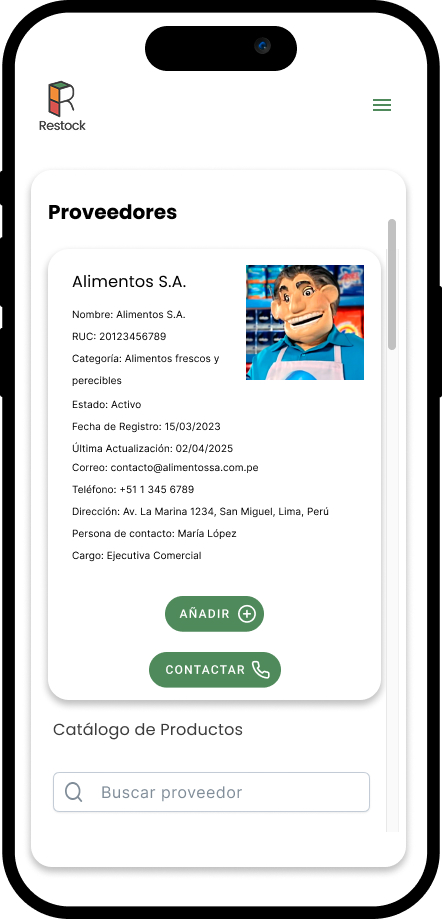 Restock
Proveedores
Alimentos S.A.
Nombre: Alimentos S.A.
RUC: 20123456789
Categoría: Alimentos frescos y
perecibles
Estado: Activo
Fecha de Registro: 15/03/2023
Última Actualización: 02/04/2025
Correo: contacto@alimentossa.com.pe
Teléfono: +51 1 345 6789
Dirección: Av. La Marina 1234, San Miguel, Lima, Perú
Persona de contacto: María López
Cargo: Ejecutiva Comercial
AÑADIR
CONTACTAR
Catálogo de Productos
Buscar proveedor